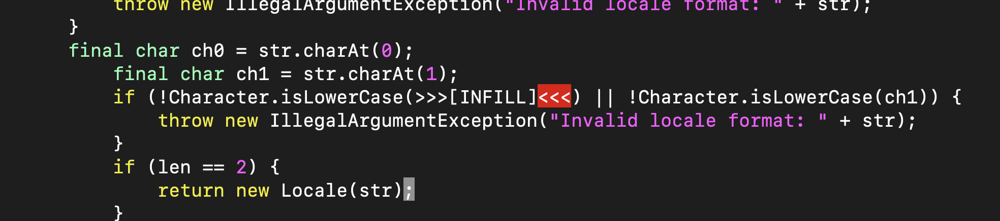 throw new IllegalArgumentException("Invalid locale format: " + str);
}
final char ch0 = str.charAt(0);
final char ch1 = str.charAt(1);
if (!Character.isLowerCase(>>>[INFILL]<<<) || !Character.isLowerCase(ch1)) {
throw new IllegalArgumentException("Invalid locale format: " + str);
}
if (len == 2) {
return new Locale(str);
}